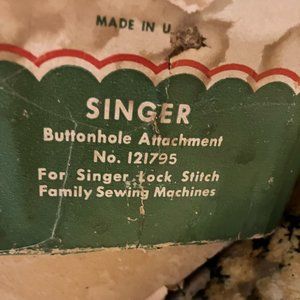 MADE IN U.
SINGER
Buttonhole Attachment
No. 121795
For Singer Lock Stitch
Family Sewing Machines